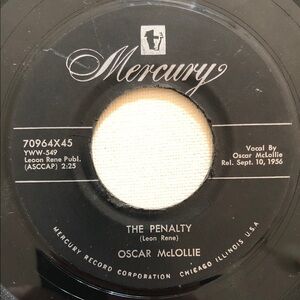 Mercury
70964X45
YWW-549
Leoon Rene Publ.
(ASCCAP) 2:25
Vocal By
Oscar McLollie
Rel. Sept. 10, 1956
THE PENALTY
(Leon Rene)
OSCAR McLOLLIE
MERCURY RECORD CORPORATION CHICAGO ILLINOIS U.S.A